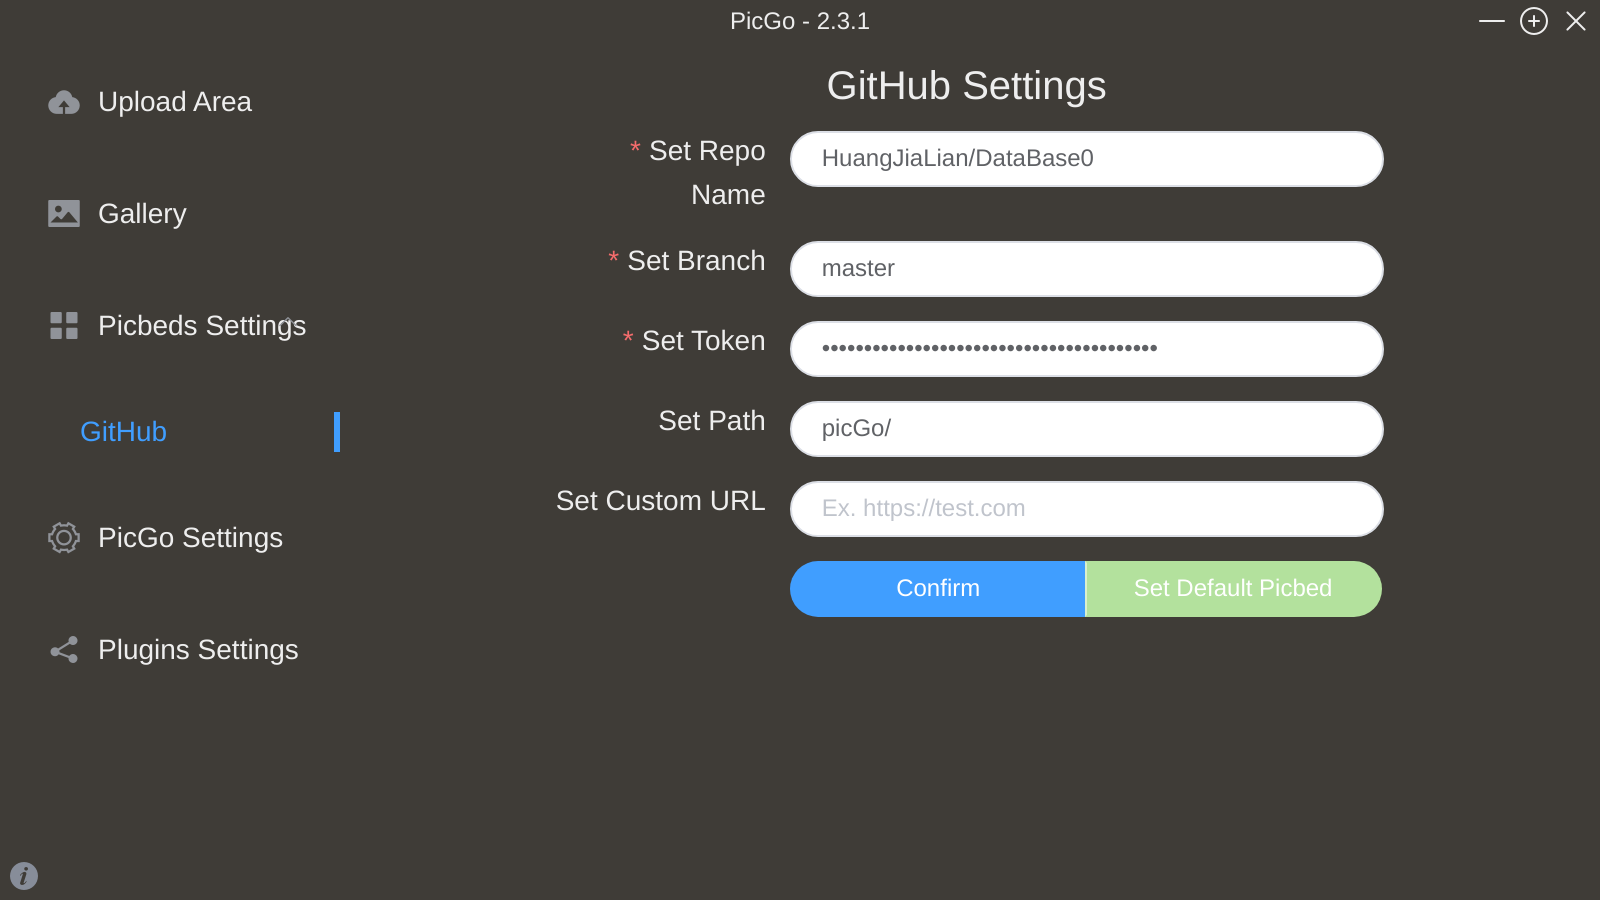 PicGo - 2.3.1
Upload Area
Gallery
Picbeds Settings
GitHub
PicGo Settings
Plugins Settings
GitHub Settings
* Set Repo
Name
HuangJiaLian/DataBase0
* Set Branch
master
* Set Token
••••••••••••••••••••••••••••••••••••••••
Set Path
picGo/
Set Custom URL
Ex. https://test.com
Confirm
Set Default Picbed